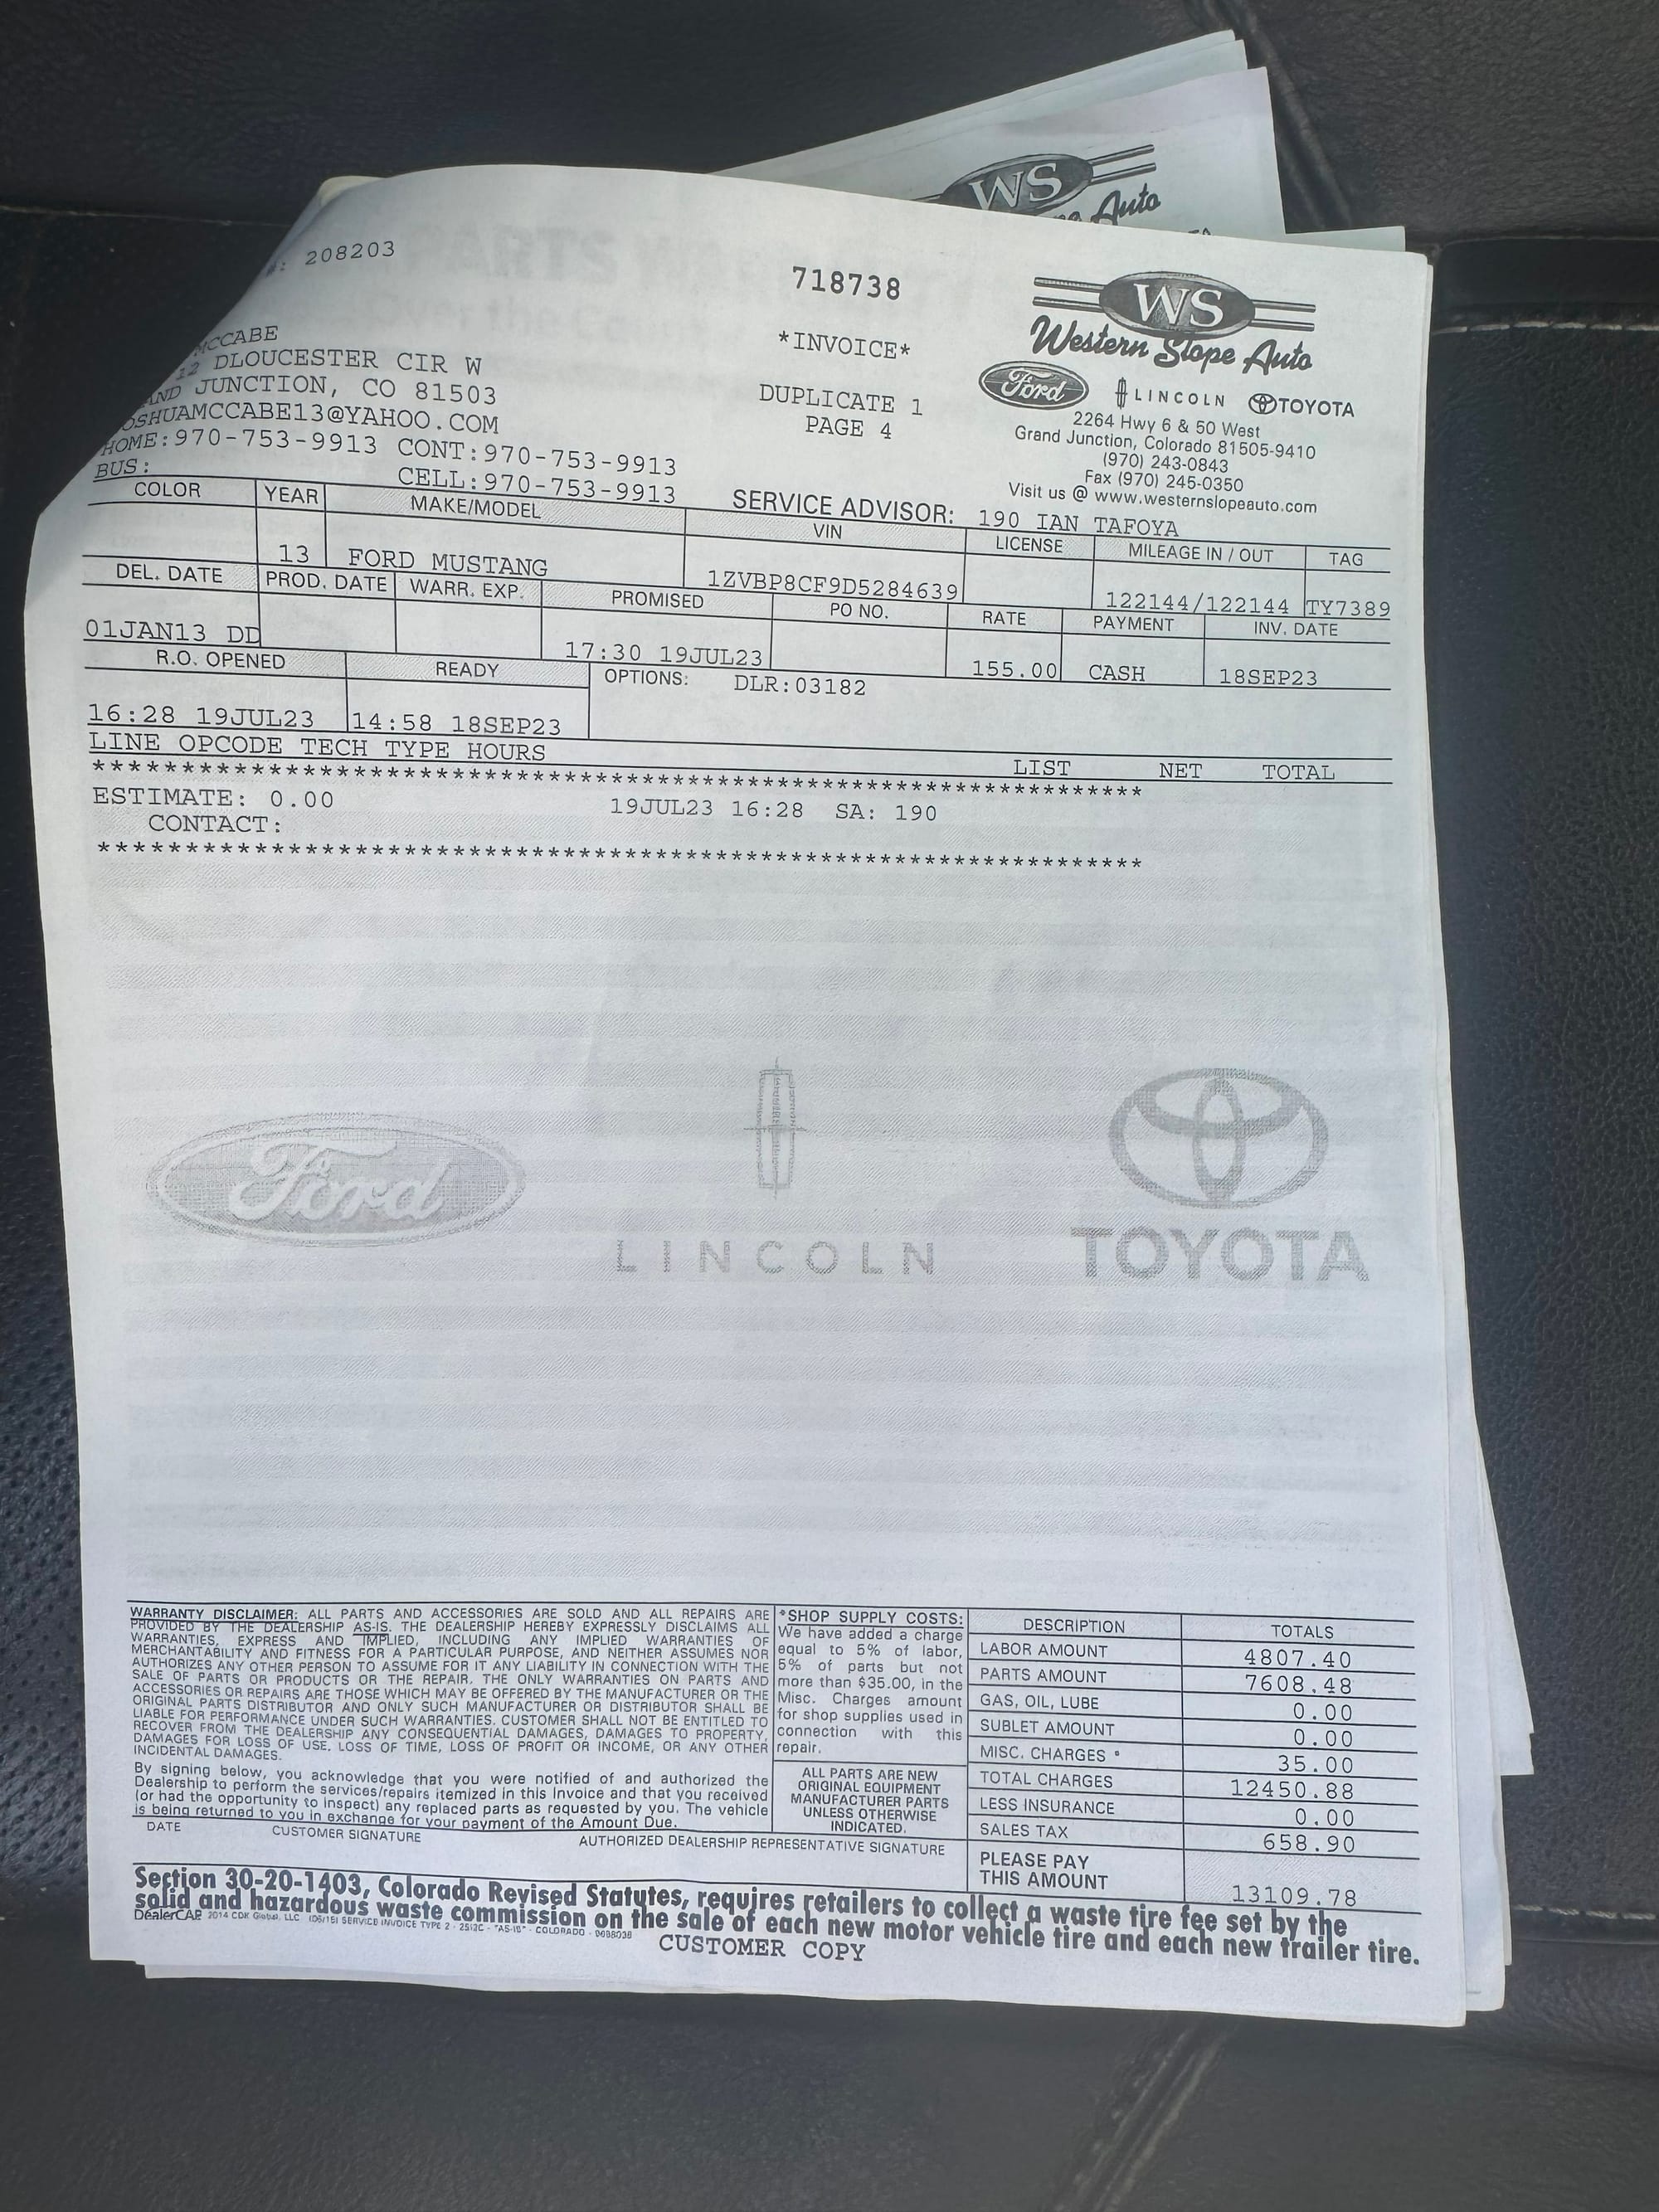 WS
Auto
208203
718738
WS
Western Slope Auto
MCCABE
*INVOICE*
12 DLOUCESTER CIR W
Ford LINCOLN TOYOTA
AND JUNCTION, CO 81503
DUPLICATE 1
2264 Hwy 6 & 50 West
OSHUAMCCABE13@YAHOO.COM
PAGE 4
Grand Junction, Colorado 81505-9410
HOME:970-753-9913 CONT:970-753-9913
(970) 243-0843
BUS: CELL:970-753-9913
Fax (970) 245-0350
Visit us @ www.westernslopeauto.com
SERVICE ADVISOR: 190 IAN TAFOYA
COLOR YEAR MAKE/MODEL VIN LICENSE MILEAGE IN / OUT TAG
13 FORD MUSTANG 1ZVBP8CF9D5284639 122144/122144 TY7389
DEL. DATE PROD. DATE WARR. EXP. PROMISED PO NO. RATE PAYMENT INV. DATE
01JAN13 DD 17:30 19JUL23 155.00 CASH 18SEP23
R.O. OPENED READY OPTIONS: DLR:03182
16:28 19JUL23 14:58 18SEP23
LINE OPCODE TECH TYPE HOURS LIST NET TOTAL
ESTIMATE: 0.00 19JUL23 16:28 SA: 190
CONTACT:
Ford LINCOLN TOYOTA
WARRANTY DISCLAIMER: ALL PARTS AND ACCESSORIES ARE SOLD AND ALL REPAIRS ARE
PROVIDED BY THE DEALERSHIP AS-IS. THE DEALERSHIP HEREBY EXPRESSLY DISCLAIMS ALL
WARRANTIES, EXPRESS AND IMPLIED, INCLUDING ANY IMPLIED WARRANTIES OF
MERCHANTABILITY AND FITNESS FOR A PARTICULAR PURPOSE, AND NEITHER ASSUMES NOR
AUTHORIZES ANY OTHER PERSON TO ASSUME FOR IT ANY LIABILITY IN CONNECTION WITH THE
SALE OF PARTS OR PRODUCTS OR THE REPAIR. THE ONLY WARRANTIES ON PARTS AND
ACCESSORIES OR REPAIRS ARE THOSE WHICH MAY BE OFFERED BY THE MANUFACTURER OR THE
ORIGINAL PARTS DISTRIBUTOR AND ONLY SUCH MANUFACTURER OR DISTRIBUTOR SHALL BE
LIABLE FOR PERFORMANCE UNDER SUCH WARRANTIES. CUSTOMER SHALL NOT BE ENTITLED TO
RECOVER FROM THE DEALERSHIP ANY CONSEQUENTIAL DAMAGES, DAMAGES TO PROPERTY,
DAMAGES FOR LOSS OF USE, LOSS OF TIME, LOSS OF PROFIT OR INCOME, OR ANY OTHER
INCIDENTAL DAMAGES.
By signing below, you acknowledge that you were notified of and authorized the
Dealership to perform the services/repairs itemized in this Invoice and that you received
(or had the opportunity to inspect) any replaced parts as requested by you. The vehicle
is being returned to you in exchange for your payment of the Amount Due.
DATE CUSTOMER SIGNATURE AUTHORIZED DEALERSHIP REPRESENTATIVE SIGNATURE
*SHOP SUPPLY COSTS:
We have added a charge
equal to 5% of labor,
5% of parts but not
more than $35.00, in the
Misc. Charges amount
for shop supplies used in
connection with this
repair.
ALL PARTS ARE NEW
ORIGINAL EQUIPMENT
MANUFACTURER PARTS
UNLESS OTHERWISE
INDICATED.
DESCRIPTION TOTALS
LABOR AMOUNT 4807.40
PARTS AMOUNT 7608.48
GAS, OIL, LUBE 0.00
SUBLET AMOUNT 0.00
MISC. CHARGES * 35.00
TOTAL CHARGES 12450.88
LESS INSURANCE 0.00
SALES TAX 658.90
PLEASE PAY
THIS AMOUNT 13109.78
Section 30-20-1403, Colorado Revised Statutes, requires retailers to collect a waste tire fee set by the
solid and hazardous waste commission on the sale of each new motor vehicle tire and each new trailer tire.
DealerCAP 2014 CDK Global, LLC SERVICE INVOICE TYPE 2 - 2512C - "AS-IS" - COLORADO
CUSTOMER COPY